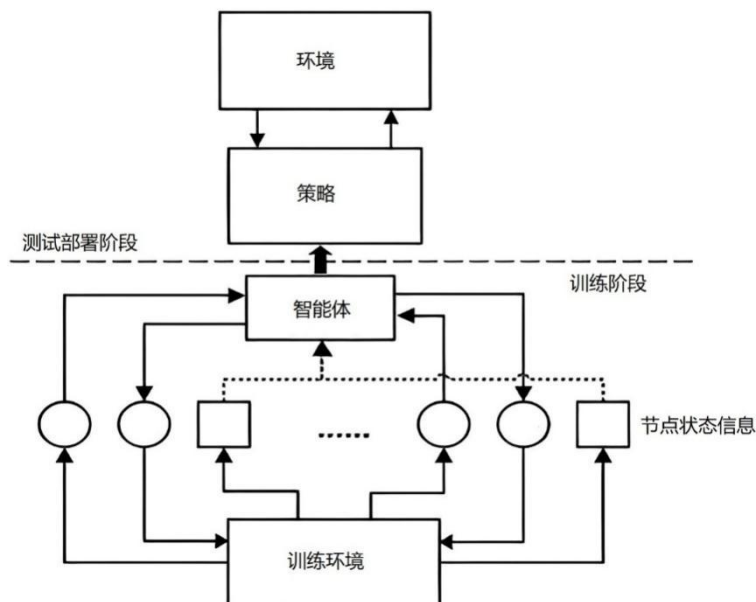 环境
策略
测试部署阶段
训练阶段
智能体
......
节点状态信息
训练环境